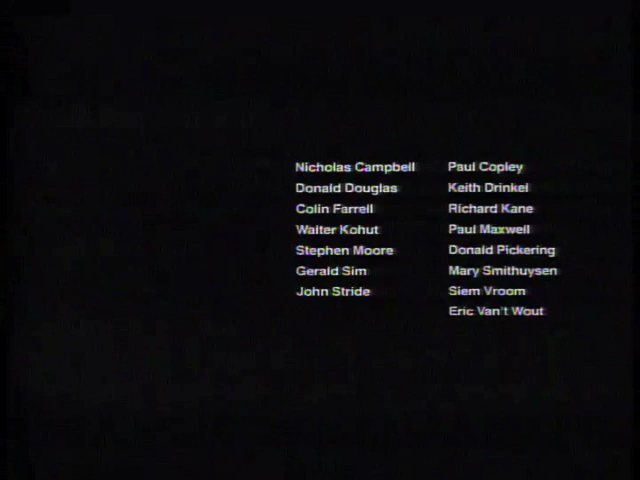 Nicholas Campbell
Donald Douglas
Colin Farrell
Walter Kohut
Stephen Moore
Gerald Sim
John Stride
Paul Copley
Keith Drinkel
Richard Kane
Paul Maxwell
Donald Pickering
Mary Smithuysen
Siem Vroom
Eric Van't Wout